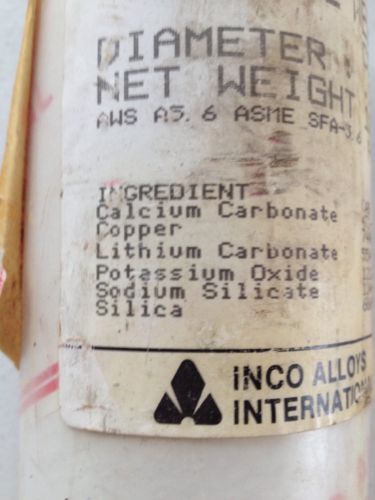 DIAMETER
NET WEIGHT
AWS A5.6 ASME SFA-5.6
INGREDIENT
Calcium Carbonate
Copper
Lithium Carbonate
Potassium Oxide
Sodium Silicate
Silica
INCO ALLOYS
INTERNATIONAL